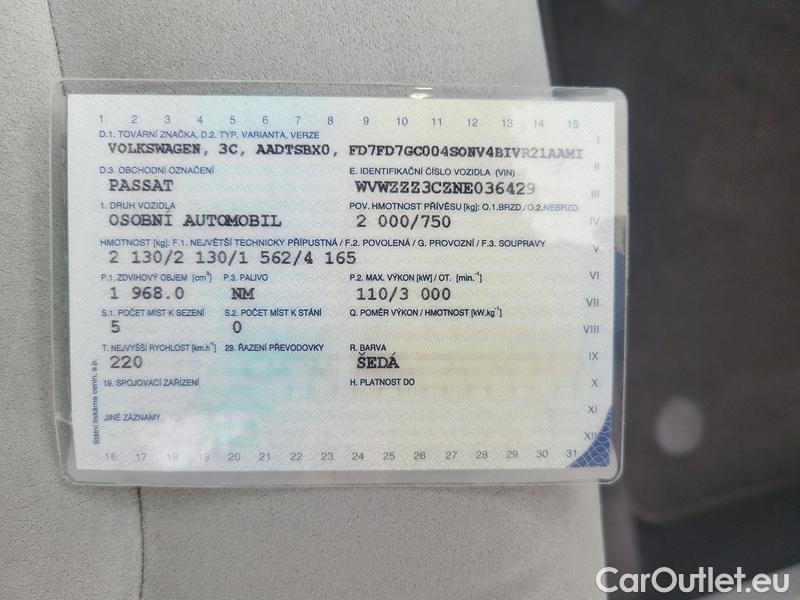 1 2 3 4 5 6 7 8 9 10 11 12 13 14 15
D.1. TOVÁRNÍ ZNAČKA, D.2. TYP, VARIANTA, VERZE I
VOLKSWAGEN, 3C, AADTSBX0, FD7FD7GC004SONV4BIVR21AAMI
D.3. OBCHODNÍ OZNAČENÍ E. IDENTIFIKAČNÍ ČÍSLO VOZIDLA (VIN) II
PASSAT WVWZZZ3CZNE036429 III
1. DRUH VOZIDLA POV. HMOTNOST PŘÍVĚSU [kg]: O.1.BRZD./O.2.NEBRZD.
OSOBNÍ AUTOMOBIL 2 000/750 IV
HMOTNOST [kg]: F.1. NEJVĚTŠÍ TECHNICKY PŘÍPUSTNÁ / F.2. POVOLENÁ / G. PROVOZNÍ / F.3. SOUPRAVY V
2 130/2 130/1 562/4 165
P.1. ZDVIHOVÝ OBJEM [cm³] P.3. PALIVO P.2. MAX. VÝKON [kW] / OT. [min.⁻¹] VI
1 968.0 NM 110/3 000 VII
S.1. POČET MÍST K SEZENÍ S.2. POČET MÍST K STÁNÍ Q. POMĚR VÝKON / HMOTNOST [kW.kg⁻¹]
5 0 VIII
T. NEJVYŠŠÍ RYCHLOST [km.h⁻¹] 29. ŘAZENÍ PŘEVODOVKY R. BARVA
220 ŠEDÁ IX
19. SPOJOVACÍ ZAŘÍZENÍ H. PLATNOST DO X
JINÉ ZÁZNAMY XI
XII
16 17 18 19 20 21 22 23 24 25 26 27 28 29 30 31
Státní tiskárna cenin, s.p.
CarOutlet.eu